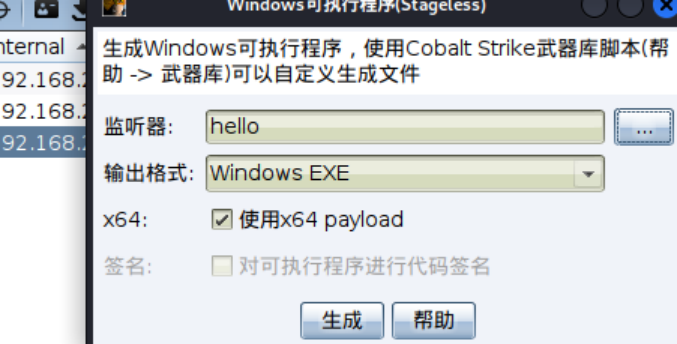 Windows可执行程序(Stageless)
nternal
92.168.
92.168.
92.168.
生成Windows可执行程序，使用Cobalt Strike武器库脚本(帮
助 -> 武器库)可以自定义生成文件
监听器: hello ...
输出格式: Windows EXE
x64: 使用x64 payload
签名: 对可执行程序进行代码签名
生成 帮助